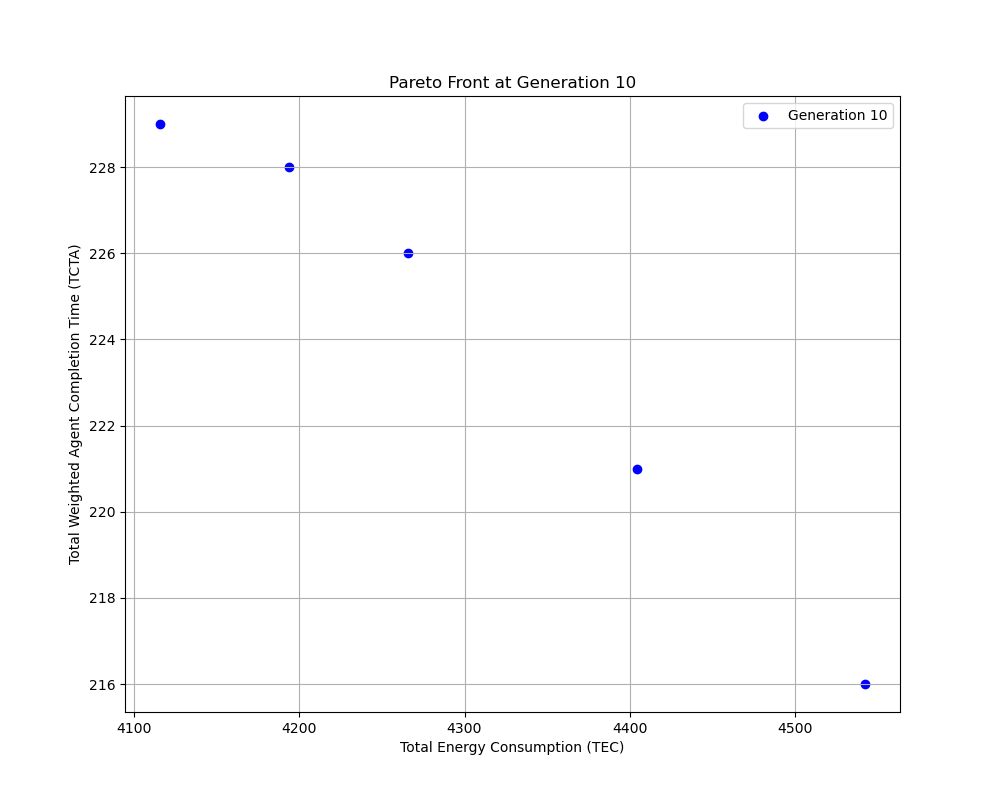 Pareto Front at Generation 10
Generation 10
228
226
224
222
220
218
216
Total Weighted Agent Completion Time (TCTA)
4100 4200 4300 4400 4500
Total Energy Consumption (TEC)